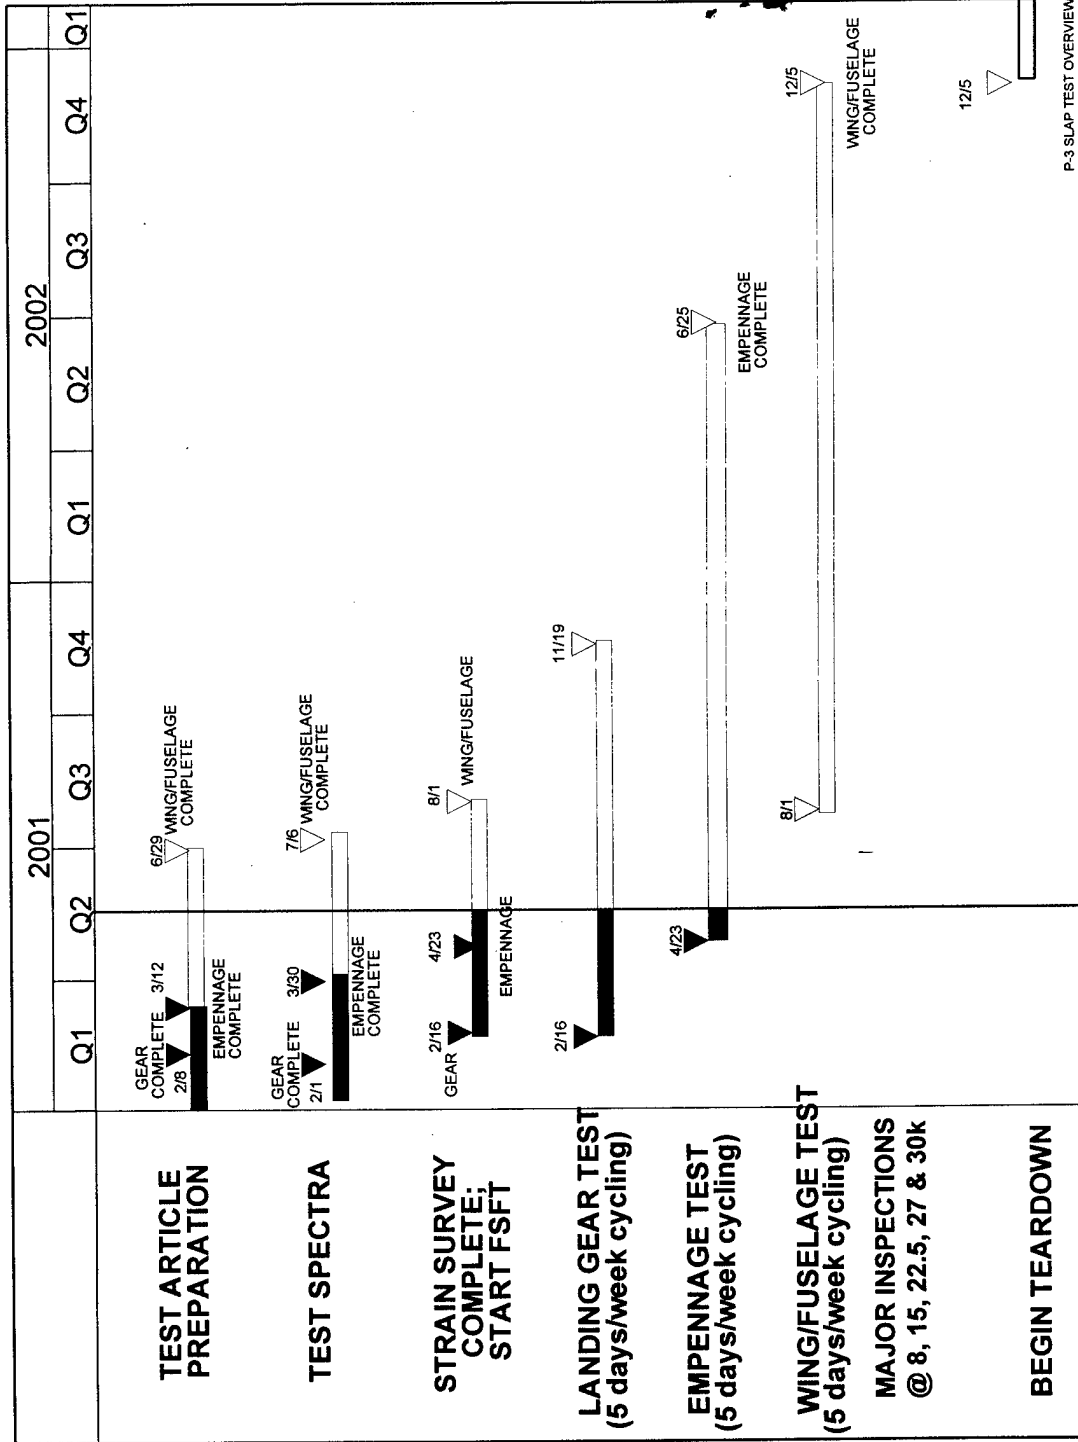 2001
2002
Q1
Q2
Q3
Q4
Q1
Q2
Q3
Q4
Q1
TEST ARTICLE
PREPARATION
GEAR
COMPLETE
2/8
3/12
EMPENNAGE
COMPLETE
6/29
WING/FUSELAGE
COMPLETE
TEST SPECTRA
GEAR
COMPLETE
2/1
3/30
EMPENNAGE
COMPLETE
7/6
WING/FUSELAGE
COMPLETE
STRAIN SURVEY
COMPLETE;
START FSFT
GEAR
2/16
4/23
EMPENNAGE
8/1
WING/FUSELAGE
LANDING GEAR TEST
(5 days/week cycling)
2/16
11/19
EMPENNAGE TEST
(5 days/week cycling)
4/23
6/25
EMPENNAGE
COMPLETE
WING/FUSELAGE TEST
(5 days/week cycling)
8/1
12/5
WING/FUSELAGE
COMPLETE
MAJOR INSPECTIONS
@ 8, 15, 22.5, 27 & 30k
BEGIN TEARDOWN
12/5
P-3 SLAP TEST OVERVIEW